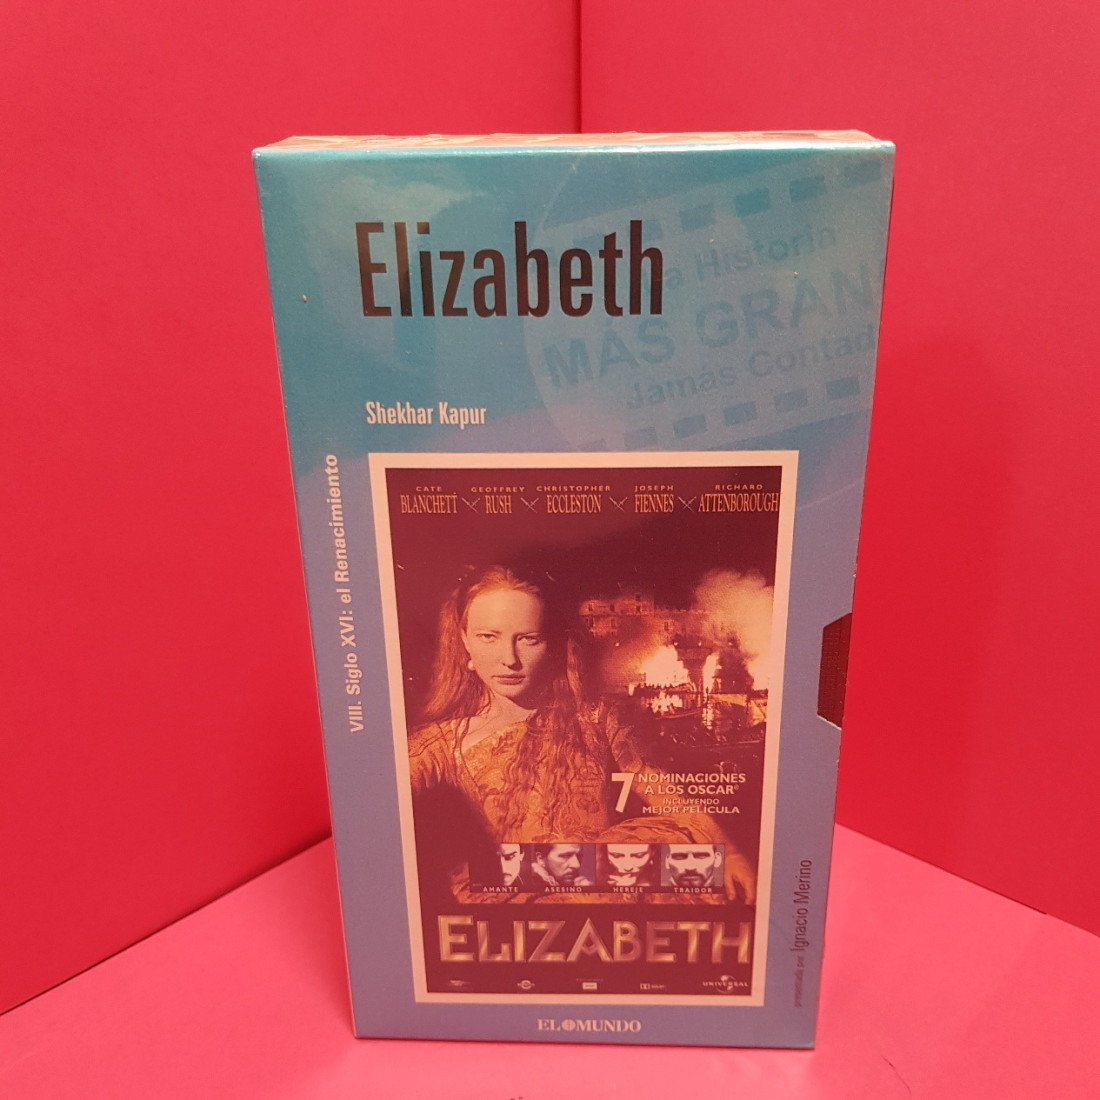 Elizabeth
a Historia
MÁS GRAN
Jamás Contad
Shekhar Kapur
VIII. Siglo XVI: el Renacimiento
CATE BLANCHETT
GEOFFREY RUSH
CHRISTOPHER ECCLESTON
JOSEPH FIENNES
RICHARD ATTENBOROUGH
7 NOMINACIONES
A LOS OSCAR®
INCLUYENDO
MEJOR PELÍCULA
AMANTE ASESINO HEREJE TRAIDOR
ELIZABETH
UNIVERSAL
presentada por: Ignacio Merino
EL MUNDO